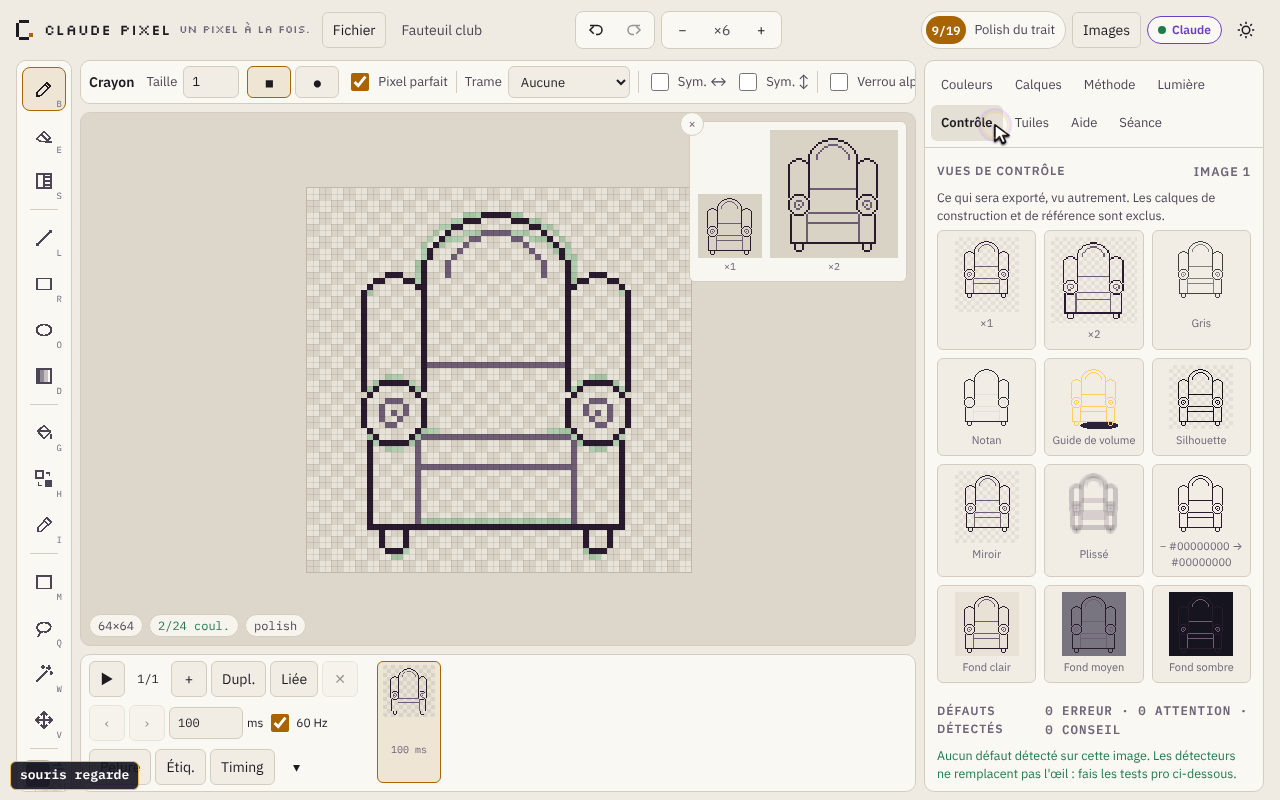 CLAUDE PIXEL UN PIXEL À LA FOIS. Fichier Fauteuil club − ×6 + 9/19 Polish du trait Images Claude
Crayon Taille 1 Pixel parfait Trame Aucune Sym. ↔ Sym. ↕ Verrou alp
B
E
S
L
R
O
D
G
H
I
M
Q
W
V
×
×1 ×2
64×64 2/24 coul. polish
1/1 + Dupl. Liée ✕
‹ › 100 ms 60 Hz
Étiq. Timing ▼
100 ms
souris regarde
Couleurs Calques Méthode Lumière
Contrôle Tuiles Aide Séance
VUES DE CONTRÔLE IMAGE 1
Ce qui sera exporté, vu autrement. Les calques de
construction et de référence sont exclus.
×1 ×2 Gris
Notan Guide de volume Silhouette
Miroir Plissé − #00000000 →
#00000000
Fond clair Fond moyen Fond sombre
DÉFAUTS
DÉTECTÉS
0 ERREUR · 0 ATTENTION ·
0 CONSEIL
Aucun défaut détecté sur cette image. Les détecteurs
ne remplacent pas l'œil : fais les tests pro ci-dessous.